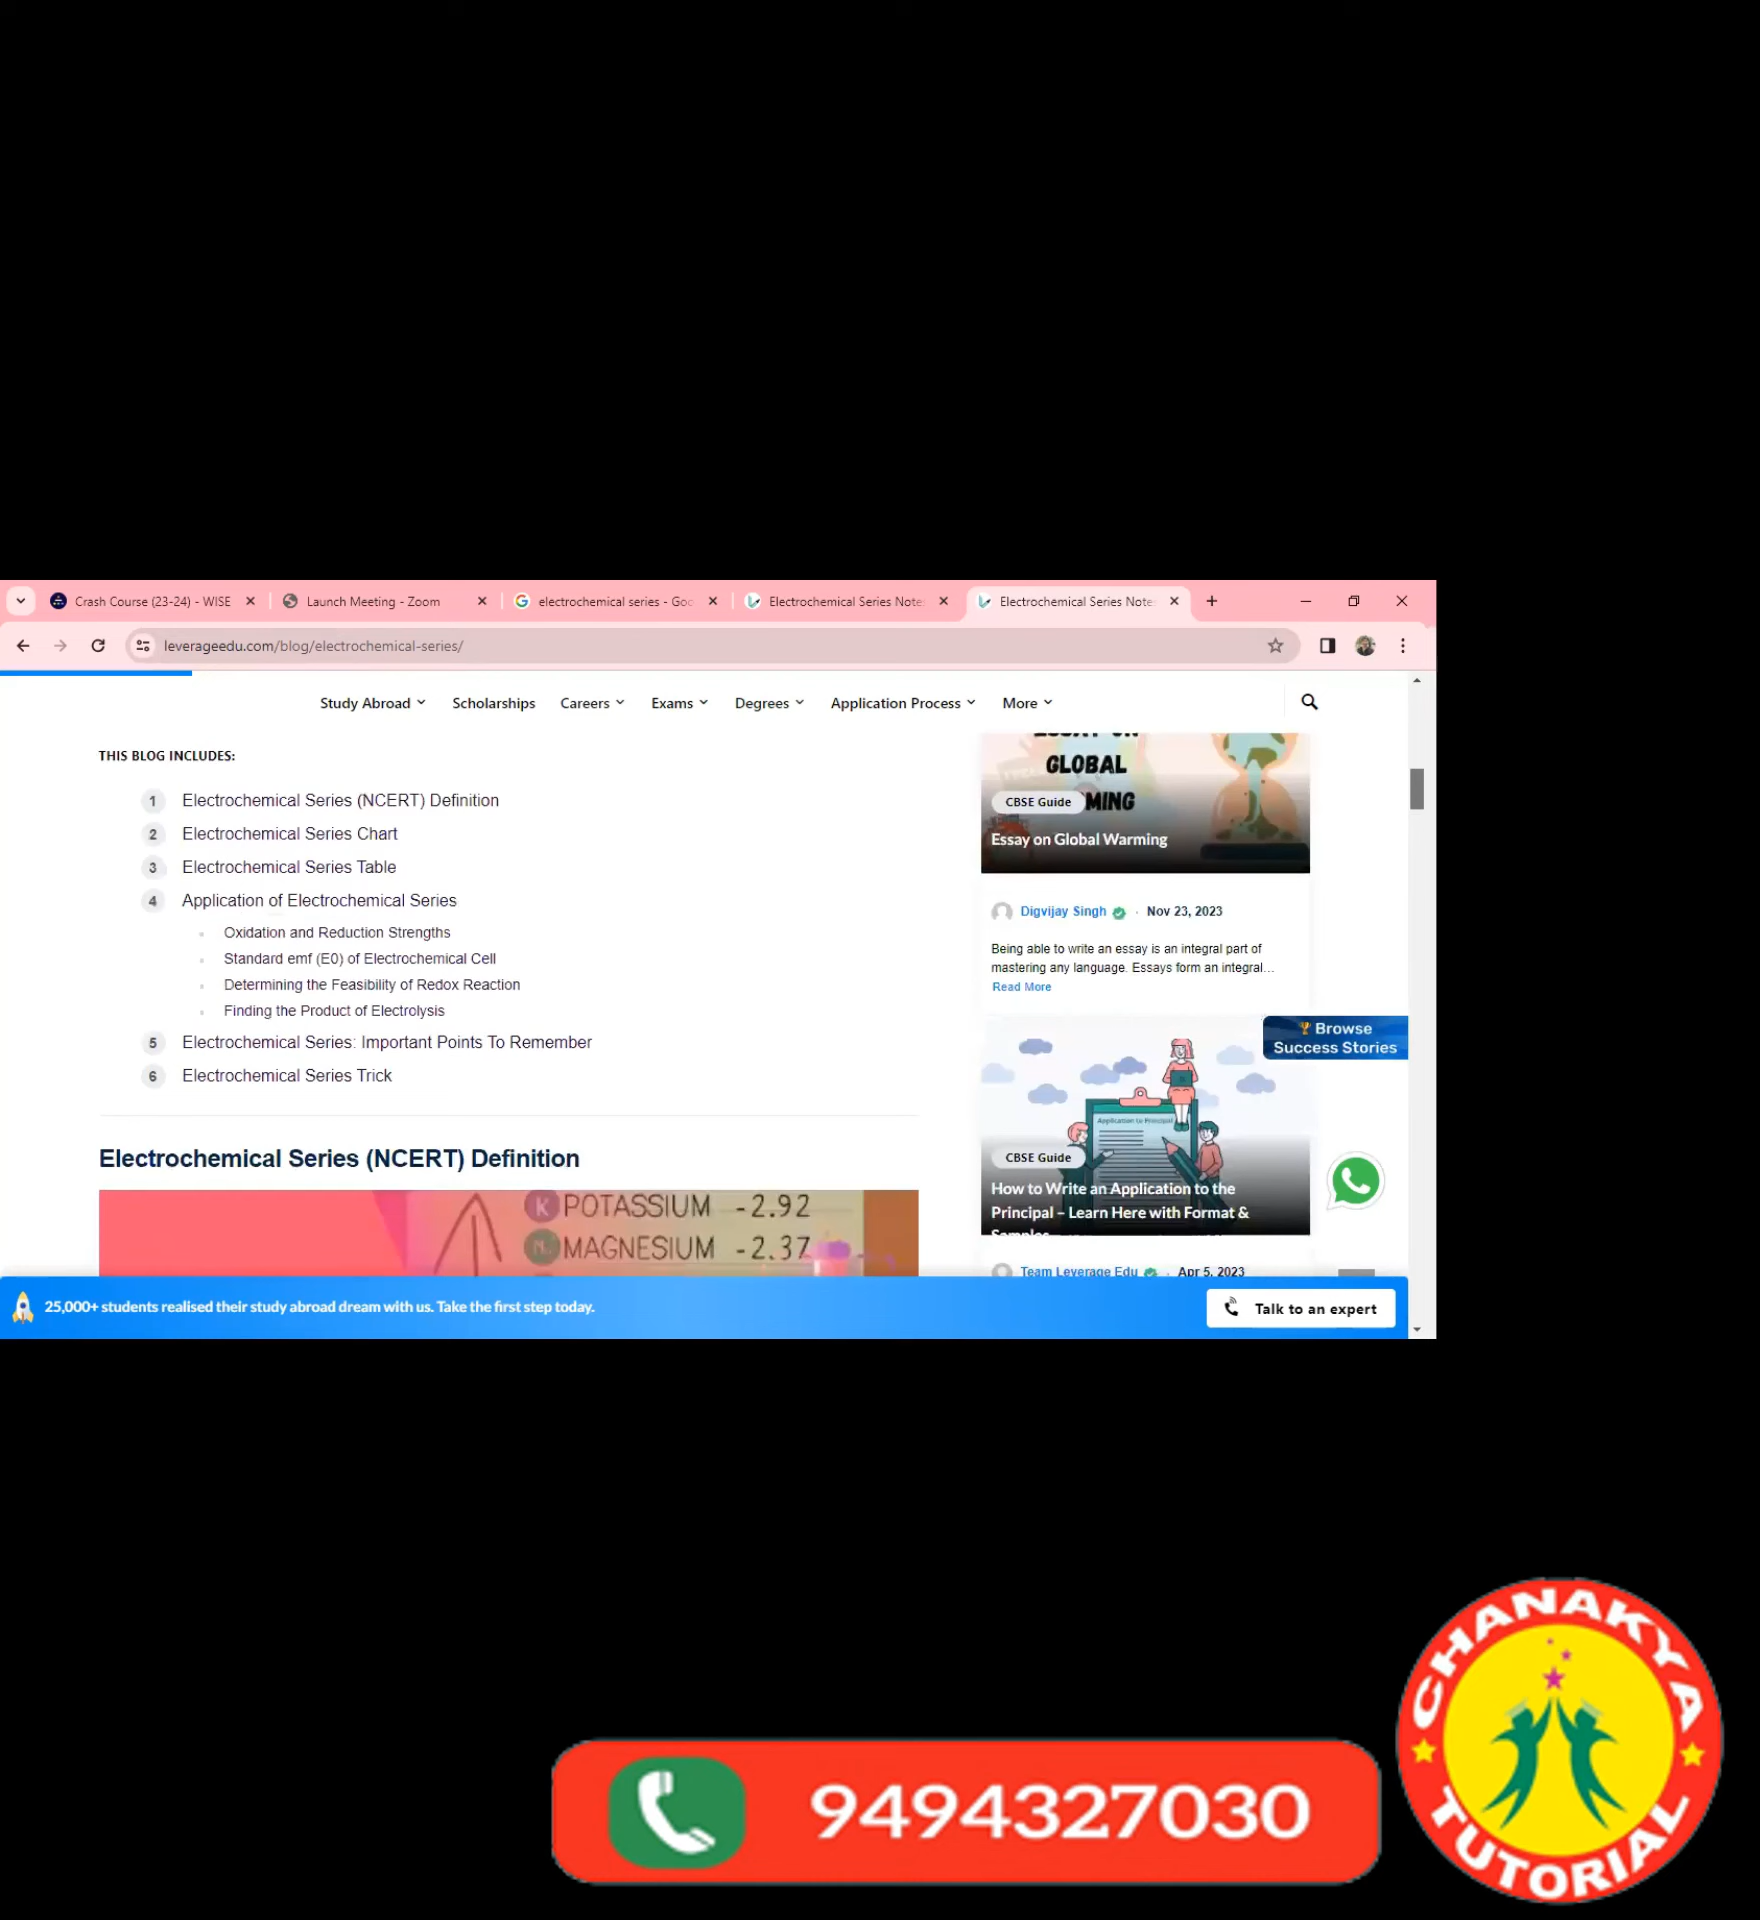 Crash Course (23-24) - WISE
Launch Meeting - Zoom
electrochemical series - Goo
Electrochemical Series Note
Electrochemical Series Note
leverageedu.com/blog/electrochemical-series/
Study Abroad
Scholarships
Careers
Exams
Degrees
Application Process
More
THIS BLOG INCLUDES:
1 Electrochemical Series (NCERT) Definition
2 Electrochemical Series Chart
3 Electrochemical Series Table
4 Application of Electrochemical Series
Oxidation and Reduction Strengths
Standard emf (E0) of Electrochemical Cell
Determining the Feasibility of Redox Reaction
Finding the Product of Electrolysis
5 Electrochemical Series: Important Points To Remember
6 Electrochemical Series Trick
Electrochemical Series (NCERT) Definition
K POTASSIUM -2.92
MAGNESIUM -2.37
ESSAY ON
GLOBAL
MING
CBSE Guide
Essay on Global Warming
Digvijay Singh · Nov 23, 2023
Being able to write an essay is an integral part of
mastering any language. Essays form an integral...
Read More
Browse
Success Stories
Application to Principal
CBSE Guide
How to Write an Application to the
Principal – Learn Here with Format &
Samples
Team Leverage Edu · Apr 5, 2023
25,000+ students realised their study abroad dream with us. Take the first step today.
Talk to an expert
9494327030
CHANAKYA
TUTORIAL